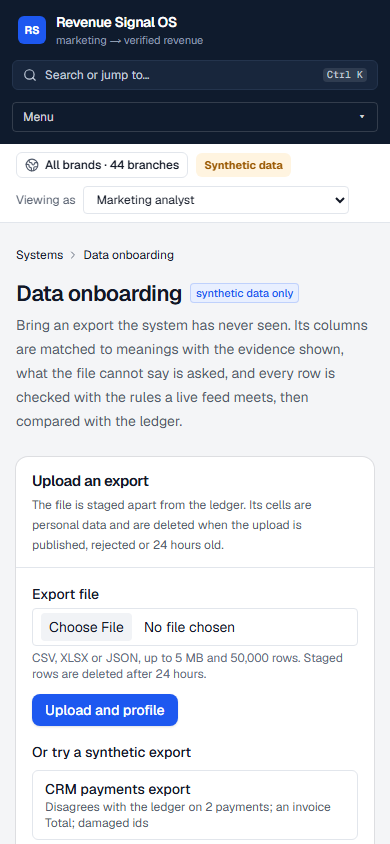 RS
Revenue Signal OS
marketing → verified revenue
Search or jump to…
Ctrl K
Menu
All brands · 44 branches
Synthetic data
Viewing as
Marketing analyst
Systems > Data onboarding
Data onboarding
synthetic data only
Bring an export the system has never seen. Its columns
are matched to meanings with the evidence shown,
what the file cannot say is asked, and every row is
checked with the rules a live feed meets, then
compared with the ledger.
Upload an export
The file is staged apart from the ledger. Its cells are
personal data and are deleted when the upload is
published, rejected or 24 hours old.
Export file
Choose File No file chosen
CSV, XLSX or JSON, up to 5 MB and 50,000 rows. Staged
rows are deleted after 24 hours.
Upload and profile
Or try a synthetic export
CRM payments export
Disagrees with the ledger on 2 payments; an invoice
Total; damaged ids